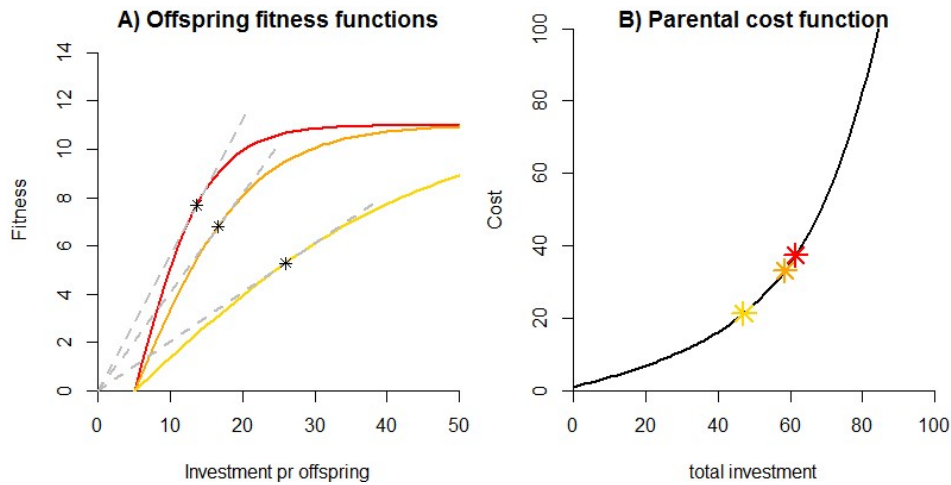 A) Offspring fitness functions
14
12
10
8
6
4
2
0
Fitness
0 10 20 30 40 50
Investment pr offspring
B) Parental cost function
100
80
60
40
20
0
Cost
0 20 40 60 80 100
total investment